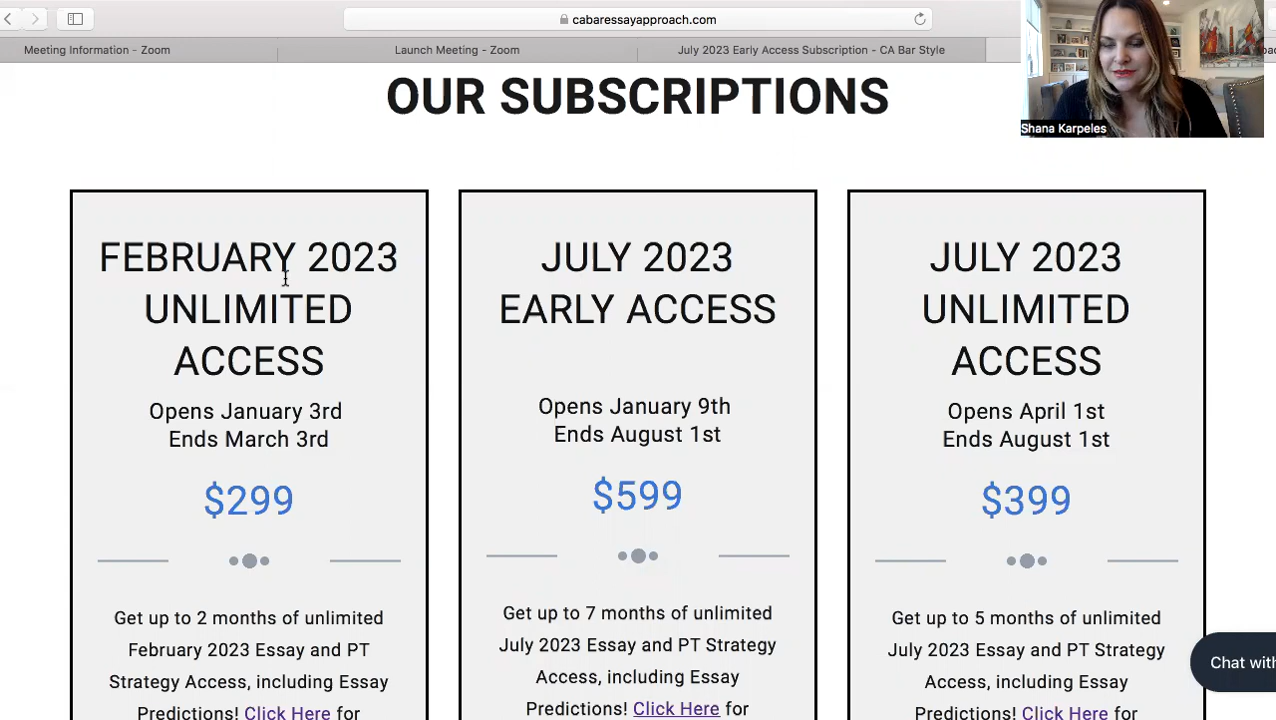 cabaressayapproach.com
Meeting Information - Zoom
Launch Meeting - Zoom
July 2023 Early Access Subscription - CA Bar Style
Shana Karpeles
OUR SUBSCRIPTIONS
FEBRUARY 2023
UNLIMITED
ACCESS
Opens January 3rd
Ends March 3rd
$299
Get up to 2 months of unlimited
February 2023 Essay and PT
Strategy Access, including Essay
Predictions! Click Here for
JULY 2023
EARLY ACCESS
Opens January 9th
Ends August 1st
$599
Get up to 7 months of unlimited
July 2023 Essay and PT Strategy
Access, including Essay
Predictions! Click Here for
JULY 2023
UNLIMITED
ACCESS
Opens April 1st
Ends August 1st
$399
Get up to 5 months of unlimited
July 2023 Essay and PT Strategy
Access, including Essay
Predictions! Click Here for
Chat with